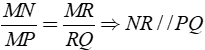 MN/MP = MR/RQ ⇒ NR//PQ